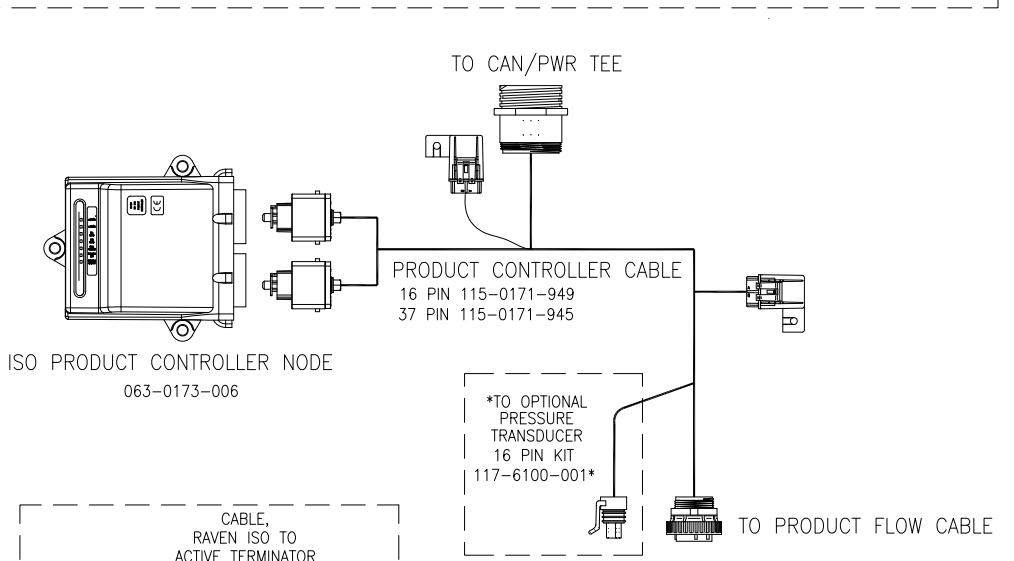 TO CAN/PWR TEE
PRODUCT CONTROLLER CABLE
16 PIN 115-0171-949
37 PIN 115-0171-945
ISO PRODUCT CONTROLLER NODE
063-0173-006
*TO OPTIONAL
PRESSURE
TRANSDUCER
16 PIN KIT
117-6100-001*
TO PRODUCT FLOW CABLE
CABLE,
RAVEN ISO TO
ACTIVE TERMINATOR